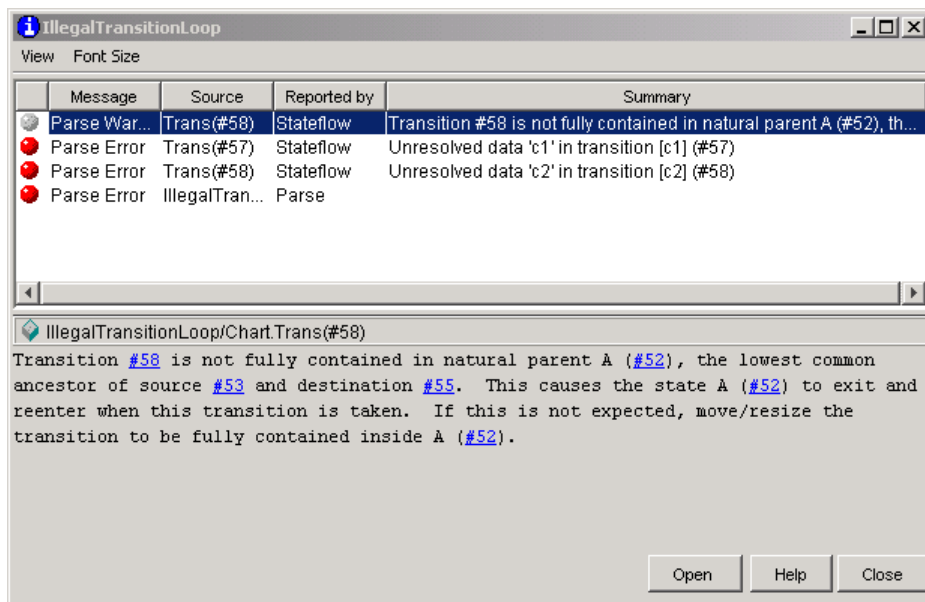 IllegalTransitionLoop
View Font Size
Message Source Reported by Summary
Parse War... Trans(#58) Stateflow Transition #58 is not fully contained in natural parent A (#52), th...
Parse Error Trans(#57) Stateflow Unresolved data 'c1' in transition [c1] (#57)
Parse Error Trans(#58) Stateflow Unresolved data 'c2' in transition [c2] (#58)
Parse Error IllegalTran... Parse
IllegalTransitionLoop/Chart.Trans(#58)
Transition #58 is not fully contained in natural parent A (#52), the lowest common
ancestor of source #53 and destination #55. This causes the state A (#52) to exit and
reenter when this transition is taken. If this is not expected, move/resize the
transition to be fully contained inside A (#52).
Open Help Close